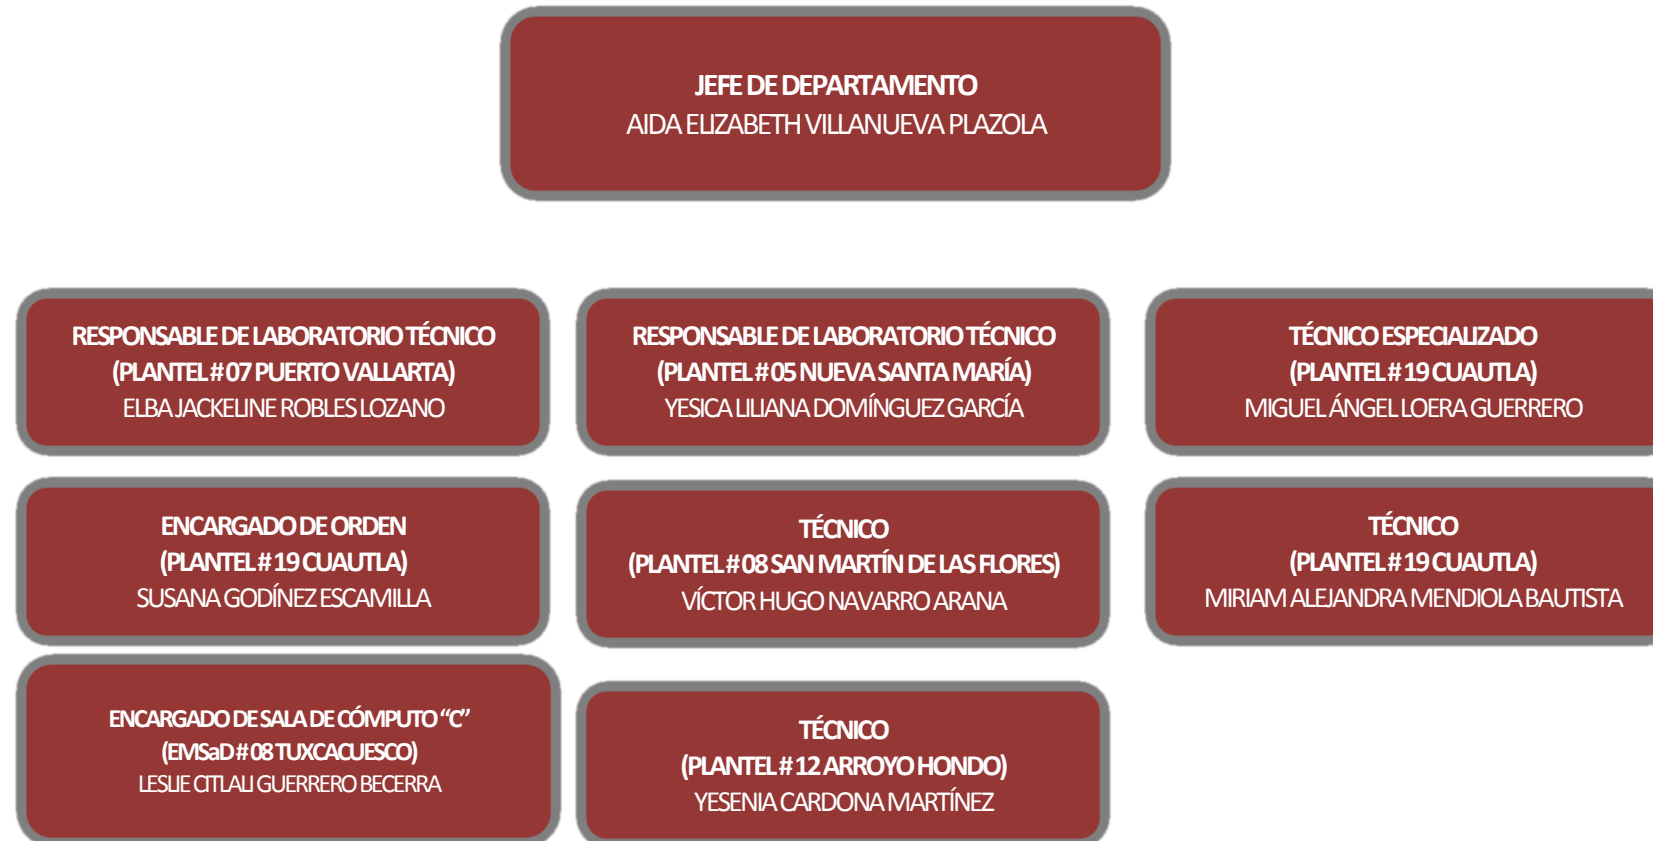 JEFE DE DEPARTAMENTO
AIDA ELIZABETH VILLANUEVA PLAZOLA
RESPONSABLE DE LABORATORIO TÉCNICO
(PLANTEL # 07 PUERTO VALLARTA)
ELBA JACKELINE ROBLES LOZANO
RESPONSABLE DE LABORATORIO TÉCNICO
(PLANTEL # 05 NUEVA SANTA MARÍA)
YESICA LILIANA DOMÍNGUEZ GARCÍA
TÉCNICO ESPECIALIZADO
(PLANTEL # 19 CUAUTLA)
MIGUEL ÁNGEL LOERA GUERRERO
ENCARGADO DE ORDEN
(PLANTEL # 19 CUAUTLA)
SUSANA GODÍNEZ ESCAMILLA
TÉCNICO
(PLANTEL # 08 SAN MARTÍN DE LAS FLORES)
VÍCTOR HUGO NAVARRO ARANA
TÉCNICO
(PLANTEL # 19 CUAUTLA)
MIRIAM ALEJANDRA MENDIOLA BAUTISTA
ENCARGADO DE SALA DE CÓMPUTO “C”
(EMSaD # 08 TUXCACUESCO)
LESLIE CITLALI GUERRERO BECERRA
TÉCNICO
(PLANTEL # 12 ARROYO HONDO)
YESENIA CARDONA MARTÍNEZ